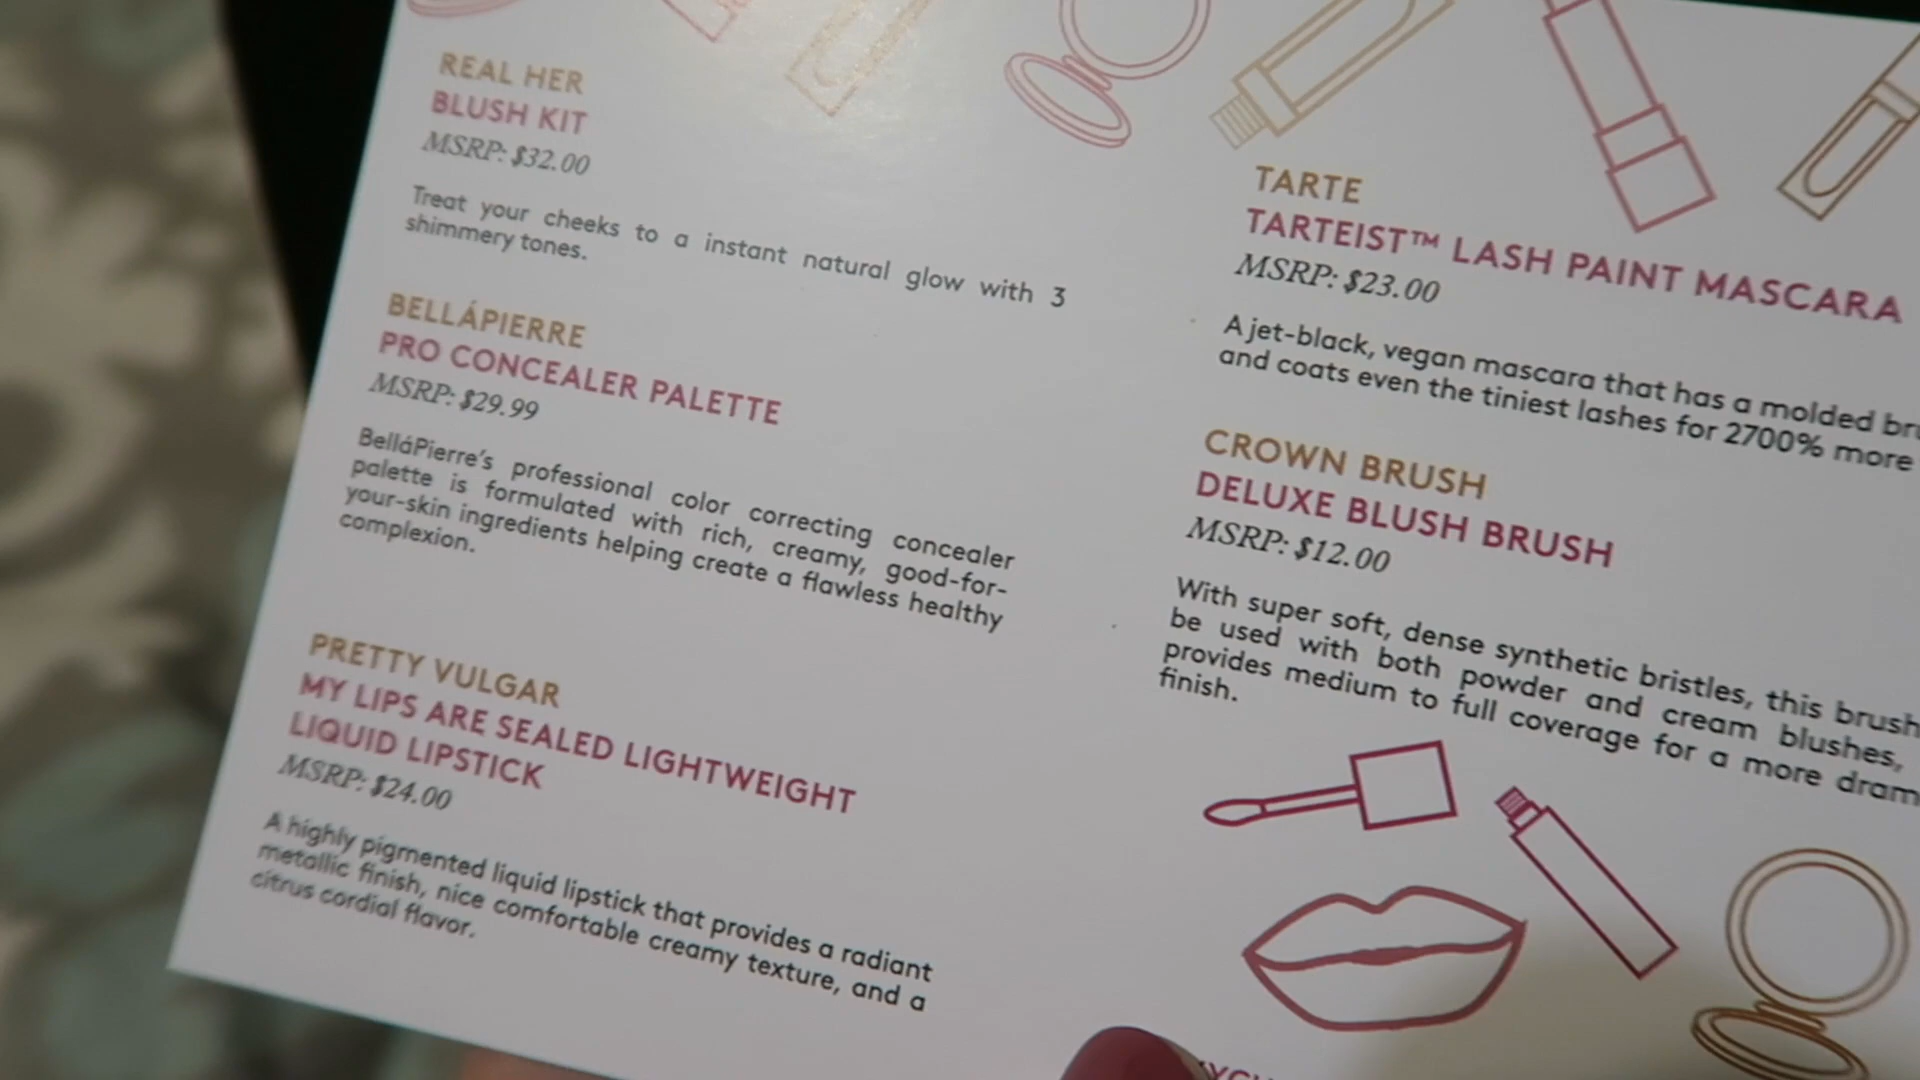 REAL HER
BLUSH KIT
MSRP: $32.00
Treat your cheeks to a instant natural glow with 3
shimmery tones.
BELLÁPIERRE
PRO CONCEALER PALETTE
MSRP: $29.99
BelláPierre's professional color correcting concealer
palette is formulated with rich, creamy, good-for-
your-skin ingredients helping create a flawless healthy
complexion.
PRETTY VULGAR
MY LIPS ARE SEALED LIGHTWEIGHT
LIQUID LIPSTICK
MSRP: $24.00
A highly pigmented liquid lipstick that provides a radiant
metallic finish, nice comfortable creamy texture, and a
citrus cordial flavor.
TARTE
TARTEIST™ LASH PAINT MASCARA
MSRP: $23.00
A jet-black, vegan mascara that has a molded
and coats even the tiniest lashes for 2700% more
CROWN BRUSH
DELUXE BLUSH BRUSH
MSRP: $12.00
With super soft, dense synthetic bristles, this brush
be used with both powder and cream blushes,
provides medium to full coverage for a more
finish.